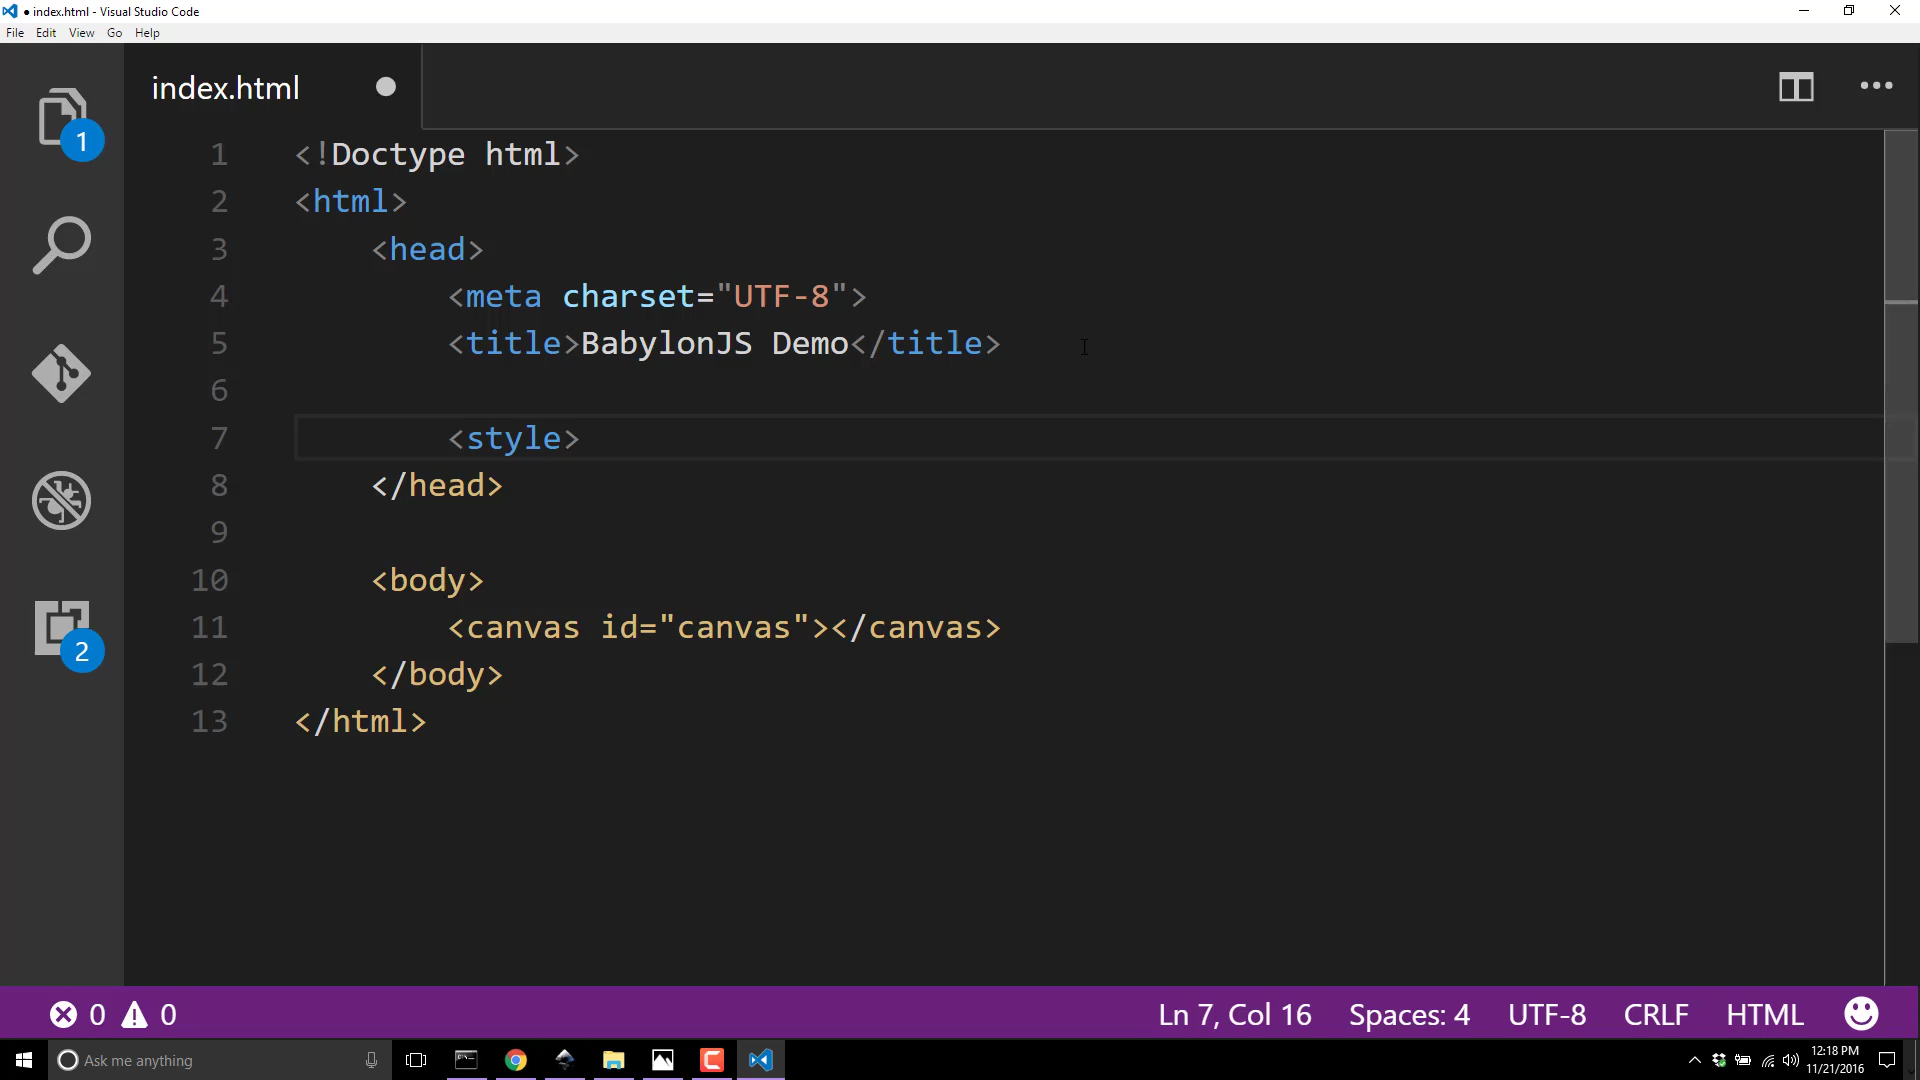 ● index.html - Visual Studio Code
File Edit View Go Help
index.html
1
1 <!Doctype html>
2 <html>
3 <head>
4 <meta charset="UTF-8">
5 <title>BabylonJS Demo</title>
6
7 <style>
8 </head>
9
10 <body>
11 <canvas id="canvas"></canvas>
12 </body>
13 </html>
2
0 0 Ln 7, Col 16 Spaces: 4 UTF-8 CRLF HTML
Ask me anything
12:18 PM
11/21/2016